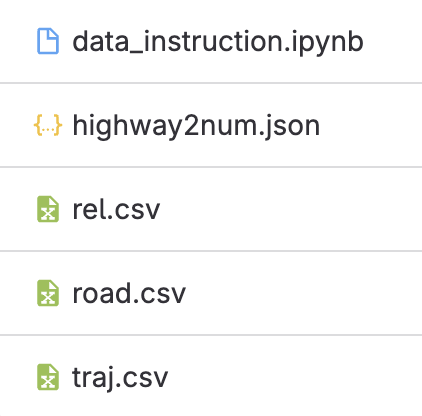 data_instruction.ipynb
highway2num.json
rel.csv
road.csv
traj.csv